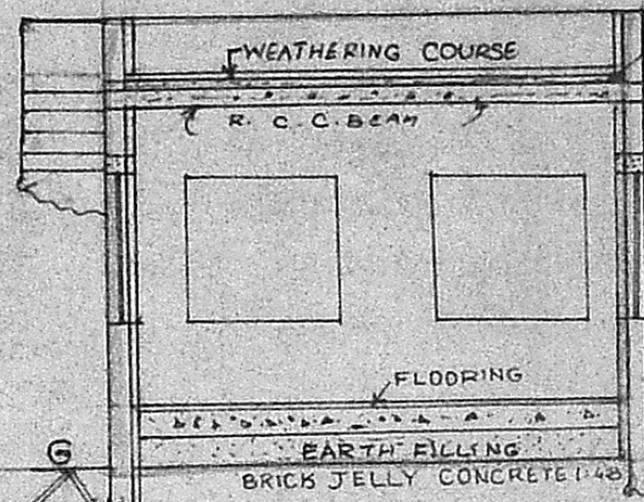 WEATHERING COURSE
R. C. C. BEAM
FLOORING
G
EARTH FILLING
BRICK JELLY CONCRETE 1:4:8